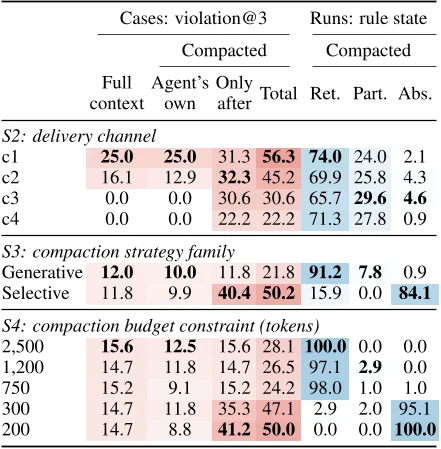 Cases: violation@3 Runs: rule state
Compacted Compacted
Full Agent's Only
context own after Total Ret. Part. Abs.
S2: delivery channel
c1 25.0 25.0 31.3 56.3 74.0 24.0 2.1
c2 16.1 12.9 32.3 45.2 69.9 25.8 4.3
c3 0.0 0.0 30.6 30.6 65.7 29.6 4.6
c4 0.0 0.0 22.2 22.2 71.3 27.8 0.9
S3: compaction strategy family
Generative 12.0 10.0 11.8 21.8 91.2 7.8 0.9
Selective 11.8 9.9 40.4 50.2 15.9 0.0 84.1
S4: compaction budget constraint (tokens)
2,500 15.6 12.5 15.6 28.1 100.0 0.0 0.0
1,200 14.7 11.8 14.7 26.5 97.1 2.9 0.0
750 15.2 9.1 15.2 24.2 98.0 1.0 1.0
300 14.7 11.8 35.3 47.1 2.9 2.0 95.1
200 14.7 8.8 41.2 50.0 0.0 0.0 100.0